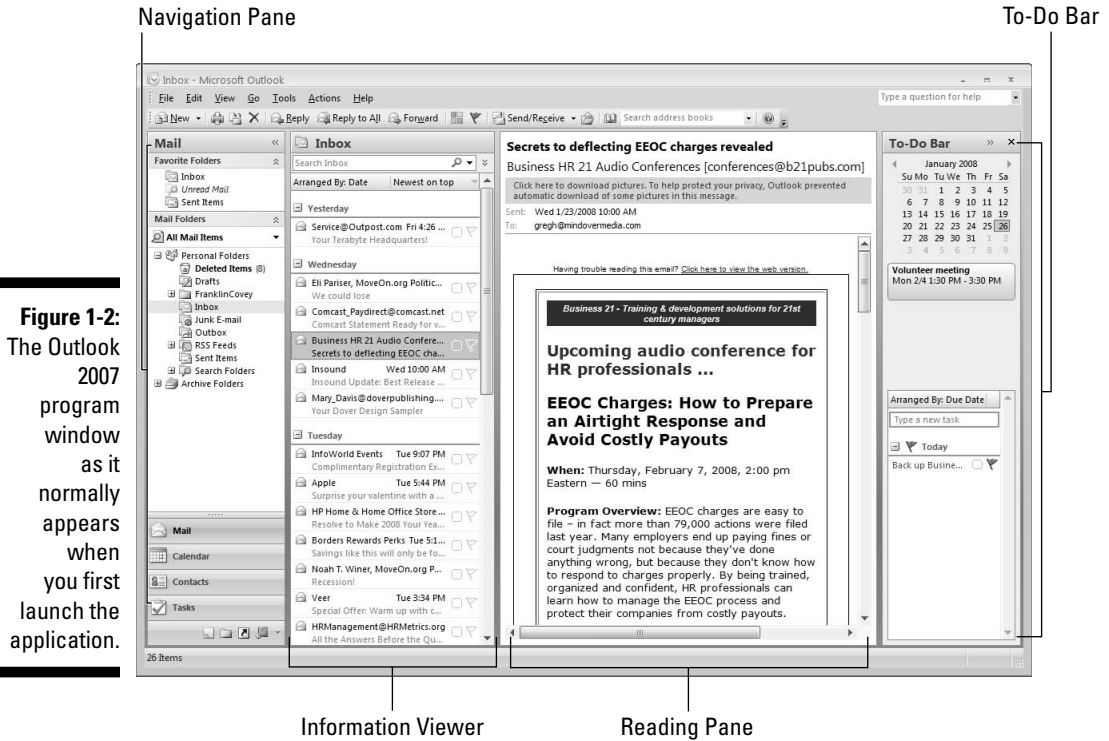 Navigation Pane
To-Do Bar
Inbox - Microsoft Outlook
File Edit View Go Tools Actions Help
Type a question for help
New Reply Reply to All Forward Send/Receive Search address books
Mail
Favorite Folders
Inbox
Unread Mail
Sent Items
Mail Folders
All Mail Items
Personal Folders
Deleted Items (8)
Drafts
FranklinCovey
Inbox
Junk E-mail
Outbox
RSS Feeds
Sent Items
Search Folders
Archive Folders
Mail
Calendar
Contacts
Tasks
26 Items
Inbox
Search Inbox
Arranged By: Date Newest on top
Yesterday
Service@Outpost.com Fri 4:26 ...
Your Terabyte Headquarters!
Wednesday
Eli Pariser, MoveOn.org Politic...
We could lose
Comcast_Paydirect@comcast.net
Comcast Statement Ready for v...
Business HR 21 Audio Confere...
Secrets to deflecting EEOC cha...
Insound Wed 10:00 AM
Insound Update: Best Release ...
Mary_Davis@doverpublishing....
Your Dover Design Sampler
Tuesday
InfoWorld Events Tue 9:07 PM
Complimentary Registration Ex...
Apple Tue 5:44 PM
Surprise your valentine with a ...
HP Home & Home Office Store ...
Resolve to Make 2008 Your Yea...
Borders Rewards Perks Tue 5:1...
Savings like this will only be fo...
Noah T. Winer, MoveOn.org P...
Recession!
Veer Tue 3:34 PM
Special Offer: Warm up with c...
HRManagement@HRMetrics.org
All the Answers Before the Qu...
Secrets to deflecting EEOC charges revealed
Business HR 21 Audio Conferences [conferences@b21pubs.com]
Click here to download pictures. To help protect your privacy, Outlook prevented
automatic download of some pictures in this message.
Sent: Wed 1/23/2008 10:00 AM
To: gregh@mindovermedia.com
Having trouble reading this email? Click here to view the web version.
Business 21 - Training & development solutions for 21st
century managers
Upcoming audio conference for
HR professionals ...
EEOC Charges: How to Prepare
an Airtight Response and
Avoid Costly Payouts
When: Thursday, February 7, 2008, 2:00 pm
Eastern — 60 mins
Program Overview: EEOC charges are easy to
file – in fact more than 79,000 actions were filed
last year. Many employers end up paying fines or
court judgments not because they've done
anything wrong, but because they don't know how
to respond to charges properly. By being trained,
organized and confident, HR professionals can
learn how to manage the EEOC process and
protect their companies from costly payouts.
To-Do Bar
January 2008
Su Mo Tu We Th Fr Sa
30 31 1 2 3 4 5
6 7 8 9 10 11 12
13 14 15 16 17 18 19
20 21 22 23 24 25 26
27 28 29 30 31 1 2
3 4 5 6 7 8 9
Volunteer meeting
Mon 2/4 1:30 PM - 3:30 PM
Arranged By: Due Date
Type a new task
Today
Back up Busine...
Figure 1-2:
The Outlook
2007
program
window
as it
normally
appears
when
you first
launch the
application.
Information Viewer
Reading Pane